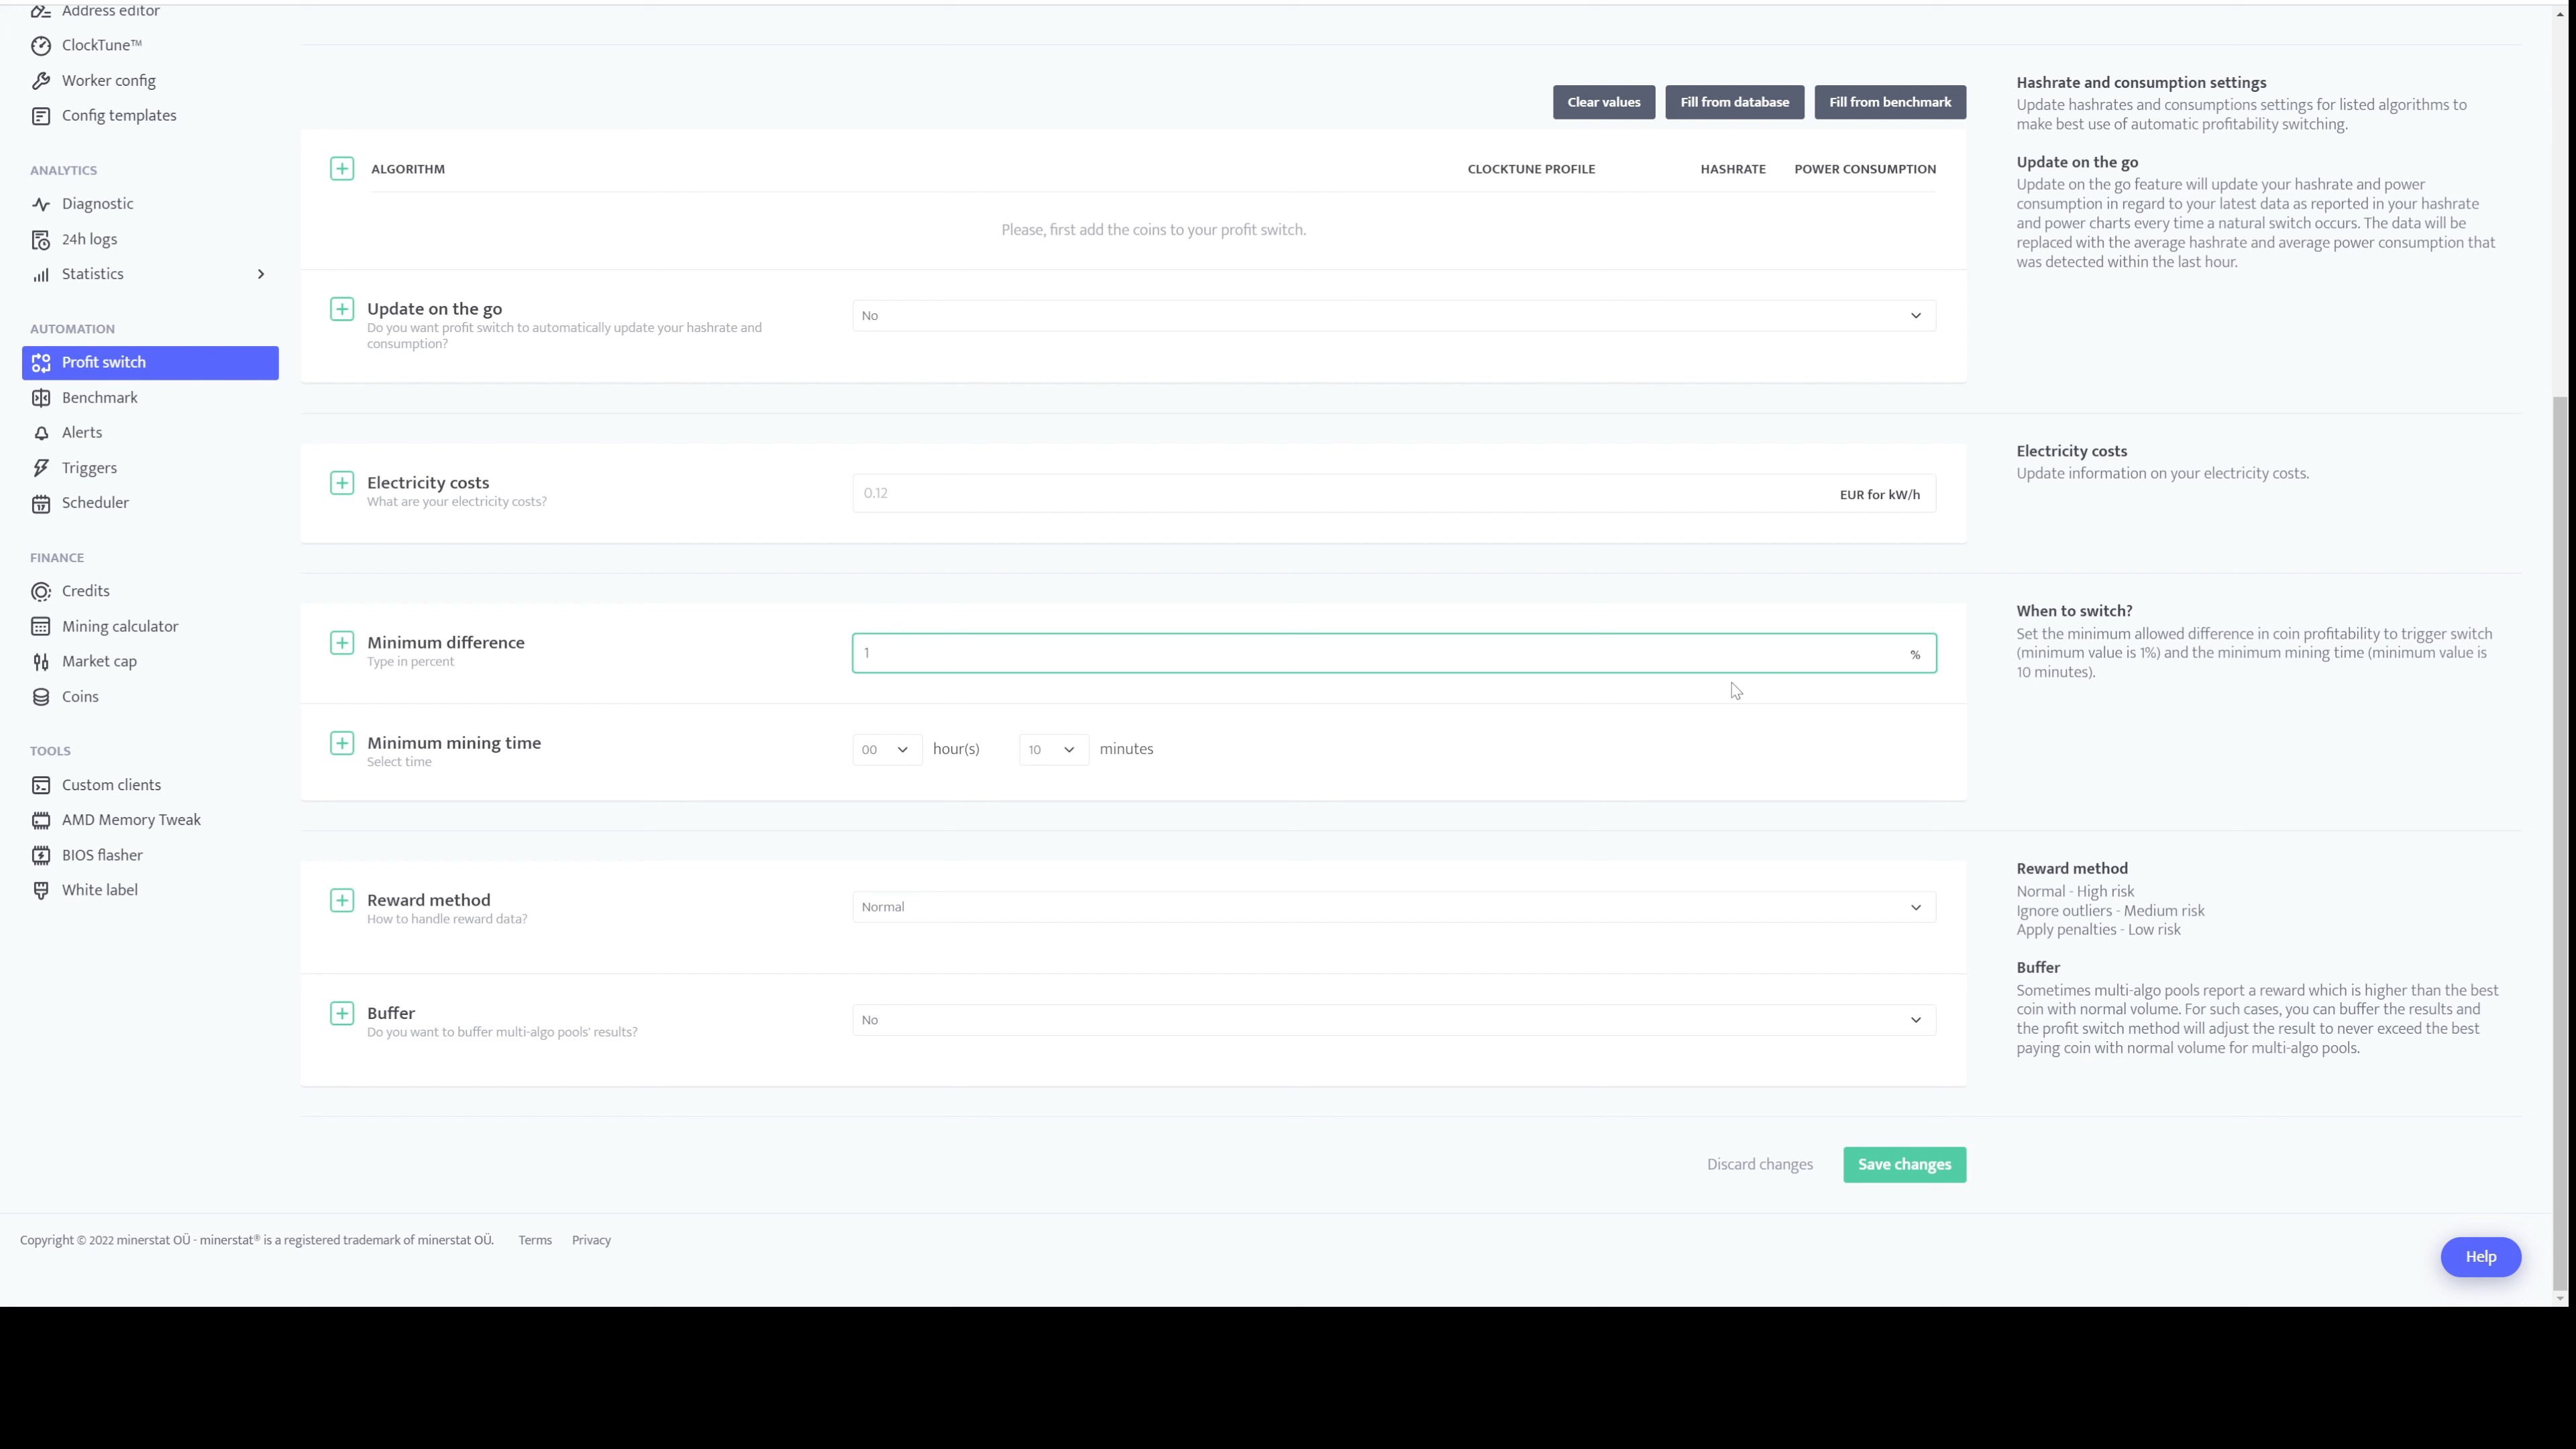 Address editor
ClockTune™
Worker config
Config templates
ANALYTICS
Diagnostic
24h logs
Statistics
AUTOMATION
Profit switch
Benchmark
Alerts
Triggers
Scheduler
FINANCE
Credits
Mining calculator
Market cap
Coins
TOOLS
Custom clients
AMD Memory Tweak
BIOS flasher
White label
Clear values Fill from database Fill from benchmark
ALGORITHM CLOCKTUNE PROFILE HASHRATE POWER CONSUMPTION
Please, first add the coins to your profit switch.
Update on the go No
Do you want profit switch to automatically update your hashrate and
consumption?
Electricity costs
What are your electricity costs?
0.12 EUR for kW/h
Minimum difference
Type in percent
1 %
Minimum mining time
Select time
00 hour(s) 10 minutes
Reward method
How to handle reward data?
Normal
Buffer
Do you want to buffer multi-algo pools' results?
No
Discard changes Save changes
Hashrate and consumption settings
Update hashrates and consumptions settings for listed algorithms to
make best use of automatic profitability switching.
Update on the go
Update on the go feature will update your hashrate and power
consumption in regard to your latest data as reported in your hashrate
and power charts every time a natural switch occurs. The data will be
replaced with the average hashrate and average power consumption that
was detected within the last hour.
Electricity costs
Update information on your electricity costs.
When to switch?
Set the minimum allowed difference in coin profitability to trigger switch
(minimum value is 1%) and the minimum mining time (minimum value is
10 minutes).
Reward method
Normal - High risk
Ignore outliers - Medium risk
Apply penalties - Low risk
Buffer
Sometimes multi-algo pools report a reward which is higher than the best
coin with normal volume. For such cases, you can buffer the results and
the profit switch method will adjust the result to never exceed the best
paying coin with normal volume for multi-algo pools.
Copyright © 2022 minerstat OÜ - minerstat® is a registered trademark of minerstat OÜ. Terms Privacy
Help